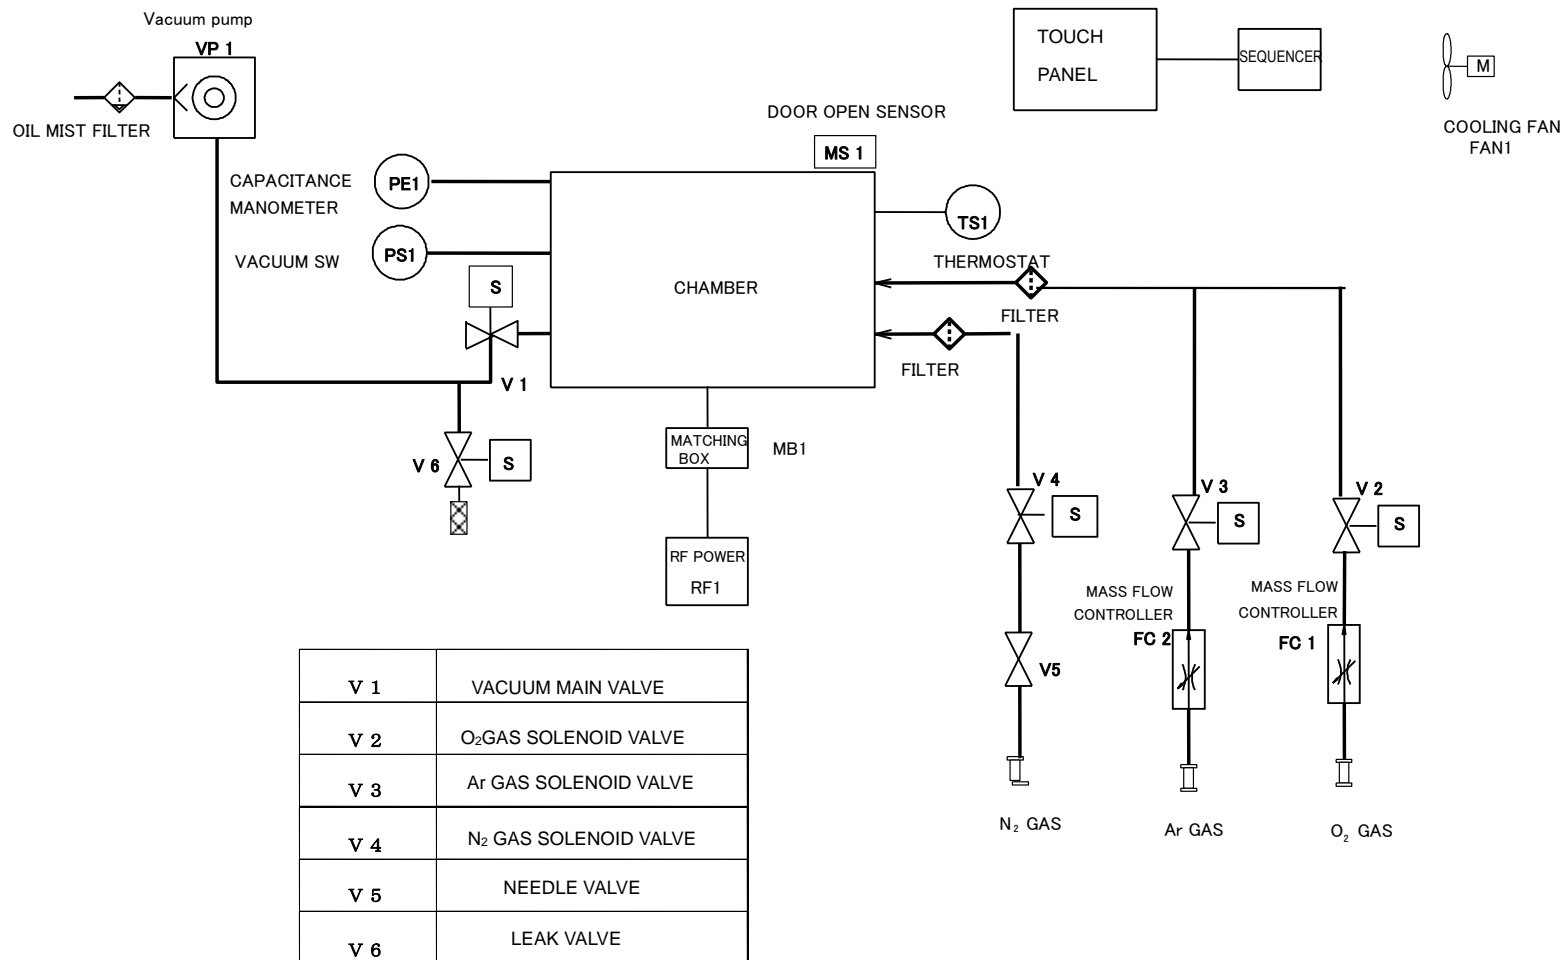 Vacuum pump
VP 1
OIL MIST FILTER
TOUCH
PANEL
SEQUENCER
M
COOLING FAN
FAN1
DOOR OPEN SENSOR
MS 1
CAPACITANCE
MANOMETER
PE1
VACUUM SW
PS1
TS1
THERMOSTAT
CHAMBER
S
V 1
FILTER
FILTER
V 6
S
MATCHING
BOX
MB1
RF POWER
RF1
V 4
S
V 3
S
V 2
S
V5
MASS FLOW
CONTROLLER
FC 2
MASS FLOW
CONTROLLER
FC 1
N₂ GAS
Ar GAS
O₂ GAS
V 1 VACUUM MAIN VALVE
V 2 O₂GAS SOLENOID VALVE
V 3 Ar GAS SOLENOID VALVE
V 4 N₂ GAS SOLENOID VALVE
V 5 NEEDLE VALVE
V 6 LEAK VALVE